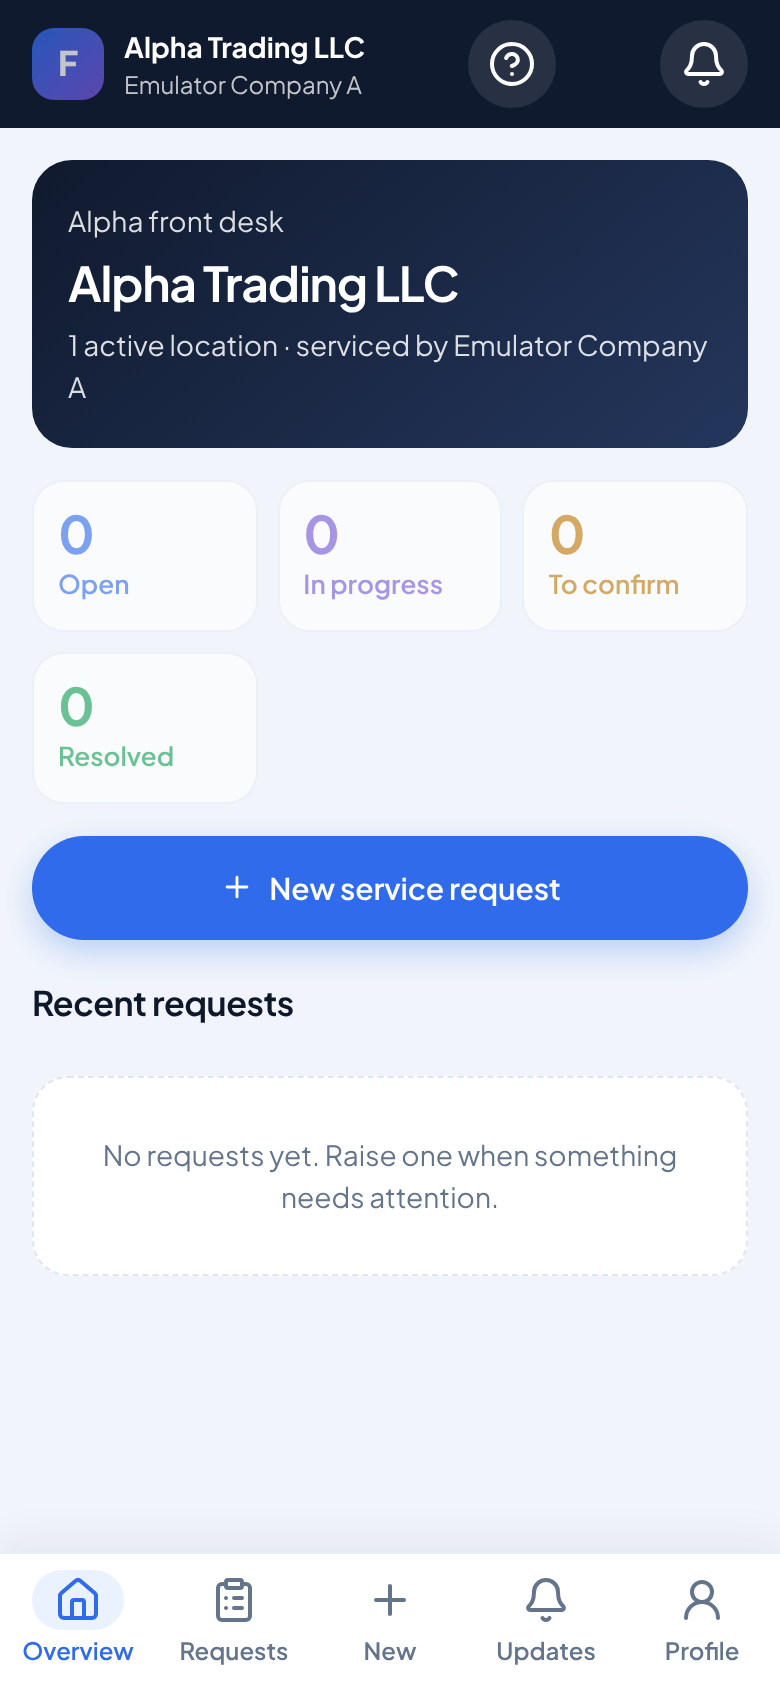 F
Alpha Trading LLC
Emulator Company A
Alpha front desk
Alpha Trading LLC
1 active location · serviced by Emulator Company
A
0
Open
0
In progress
0
To confirm
0
Resolved
+ New service request
Recent requests
No requests yet. Raise one when something
needs attention.
Overview
Requests
New
Updates
Profile